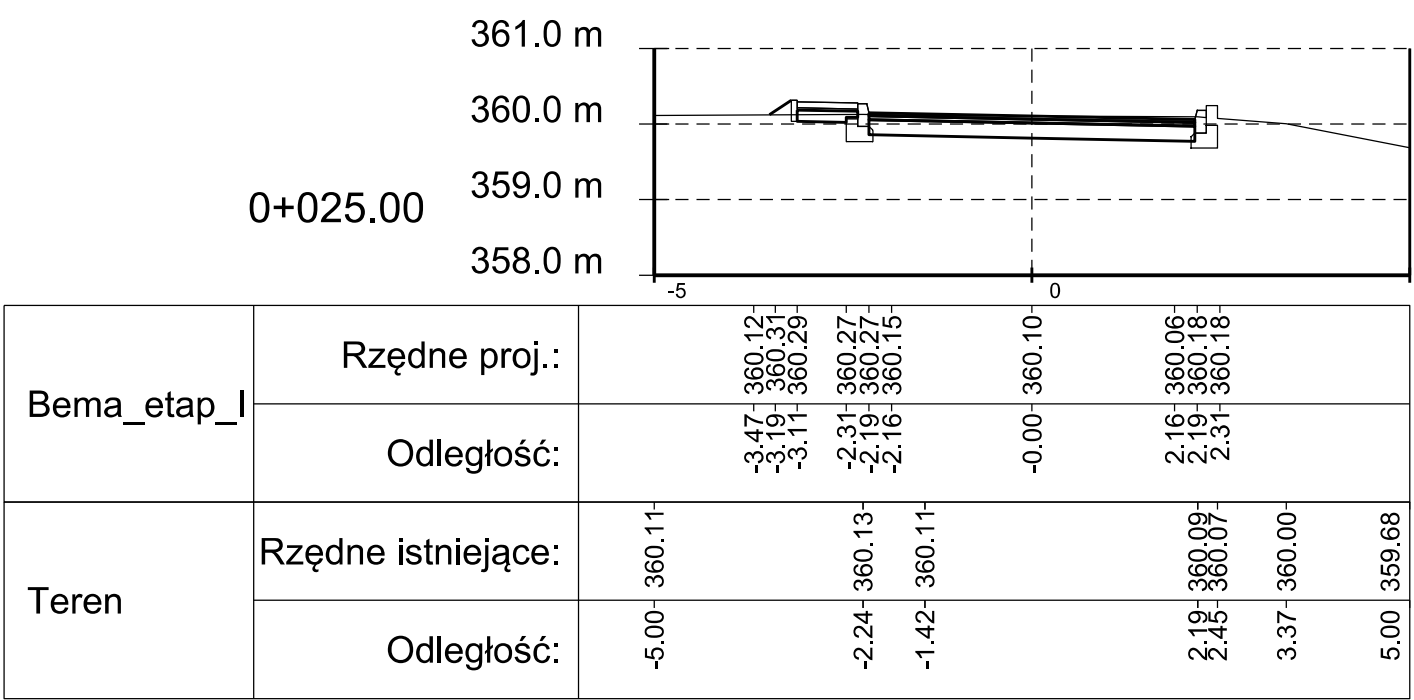 361.0 m
360.0 m
359.0 m
0+025.00
358.0 m
-5
0
Bema_etap_I
Rzędne proj.:
360.12 360.31 360.29 360.27 360.27 360.15 360.10 360.06 360.18 360.18
Odległość:
-3.47 -3.19 -3.11 -2.31 -2.19 -2.16 -0.00 2.16 2.19 2.31
Teren
Rzędne istniejące:
360.11 360.13 360.11 360.09 360.07 360.00 359.68
Odległość:
-5.00 -2.24 -1.42 2.19 2.45 3.37 5.00